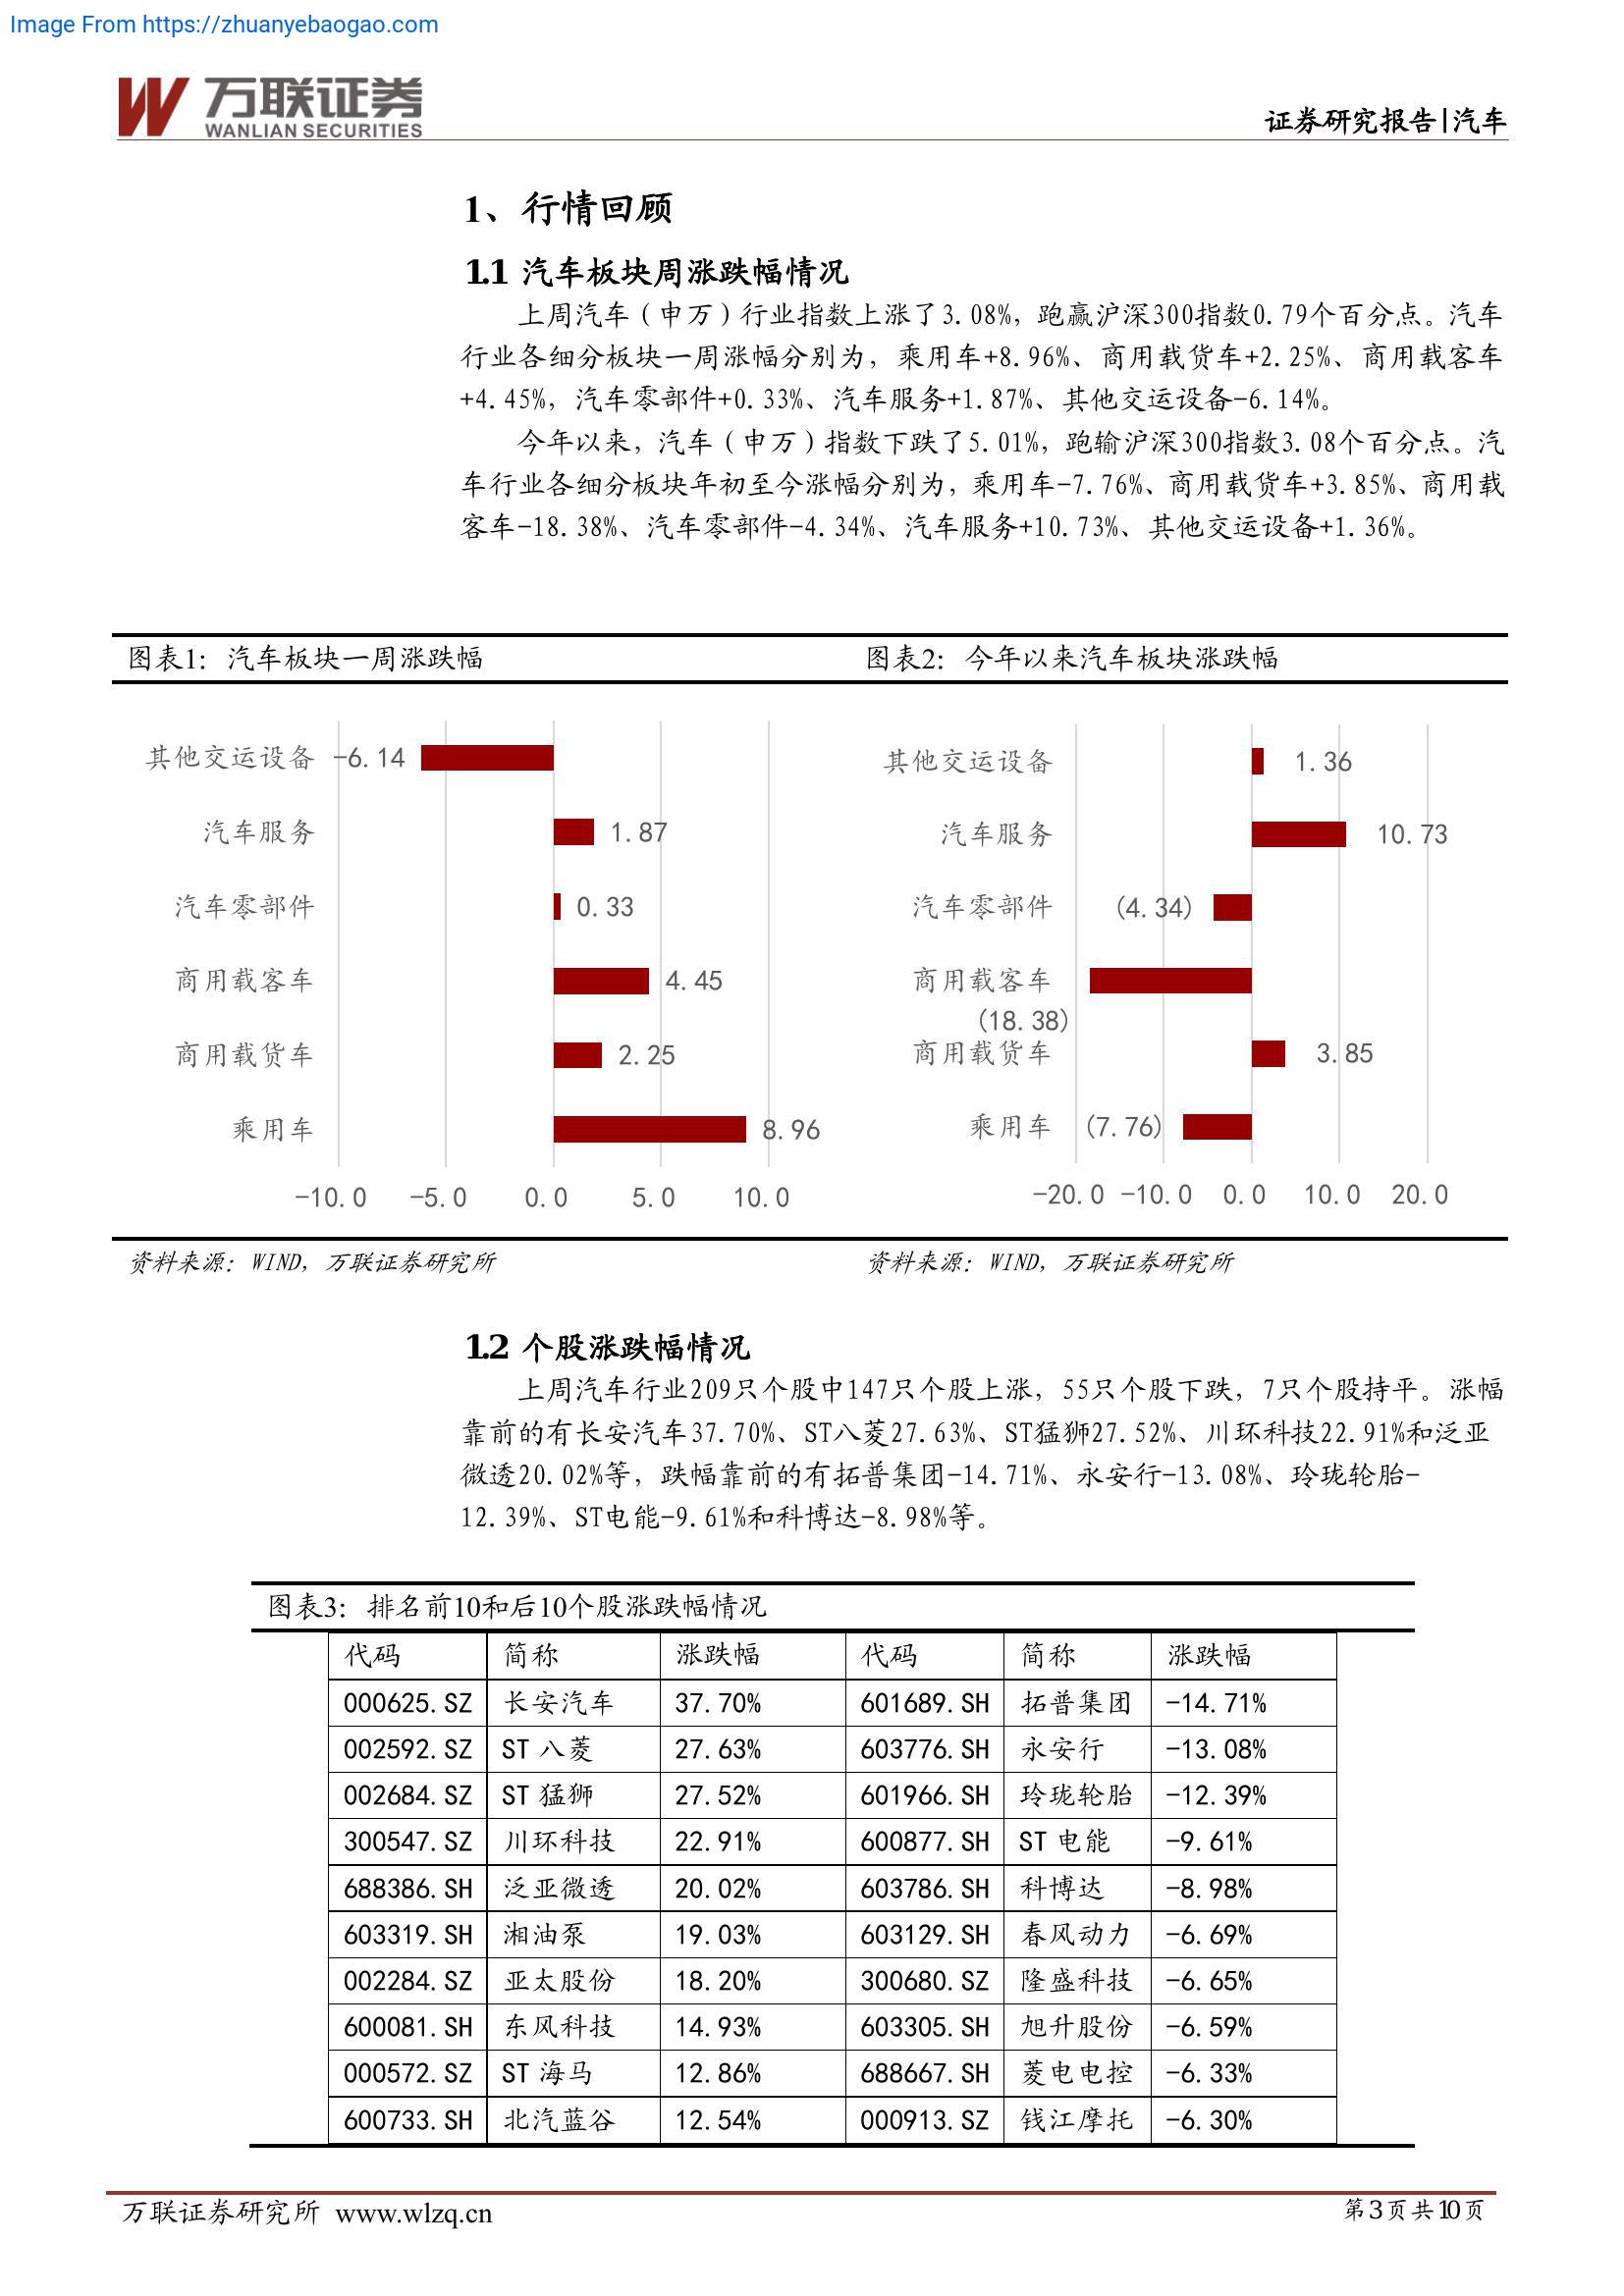 Image From https://zhuanyebaogao.com
万联证券
WANLIAN SECURITIES
证券研究报告|汽车
1、行情回顾
1.1 汽车板块周涨跌幅情况
上周汽车（申万）行业指数上涨了3.08%，跑赢沪深300指数0.79个百分点。汽车
行业各细分板块一周涨幅分别为，乘用车+8.96%、商用载货车+2.25%、商用载客车
+4.45%，汽车零部件+0.33%、汽车服务+1.87%、其他交运设备-6.14%。
今年以来，汽车（申万）指数下跌了5.01%，跑输沪深300指数3.08个百分点。汽
车行业各细分板块年初至今涨幅分别为，乘用车-7.76%、商用载货车+3.85%、商用载
客车-18.38%、汽车零部件-4.34%、汽车服务+10.73%、其他交运设备+1.36%。
图表1：汽车板块一周涨跌幅
其他交运设备 -6.14
汽车服务 1.87
汽车零部件 0.33
商用载客车 4.45
商用载货车 2.25
乘用车 8.96
-10.0 -5.0 0.0 5.0 10.0
资料来源：WIND，万联证券研究所
图表2：今年以来汽车板块涨跌幅
其他交运设备 1.36
汽车服务 10.73
汽车零部件 (4.34)
商用载客车
(18.38)
商用载货车 3.85
乘用车 (7.76)
-20.0 -10.0 0.0 10.0 20.0
资料来源：WIND，万联证券研究所
1.2 个股涨跌幅情况
上周汽车行业209只个股中147只个股上涨，55只个股下跌，7只个股持平。涨幅
靠前的有长安汽车37.70%、ST八菱27.63%、ST猛狮27.52%、川环科技22.91%和泛亚
微透20.02%等，跌幅靠前的有拓普集团-14.71%、永安行-13.08%、玲珑轮胎-
12.39%、ST电能-9.61%和科博达-8.98%等。
图表3：排名前10和后10个股涨跌幅情况
代码 简称 涨跌幅 代码 简称 涨跌幅
000625.SZ 长安汽车 37.70% 601689.SH 拓普集团 -14.71%
002592.SZ ST 八菱 27.63% 603776.SH 永安行 -13.08%
002684.SZ ST 猛狮 27.52% 601966.SH 玲珑轮胎 -12.39%
300547.SZ 川环科技 22.91% 600877.SH ST 电能 -9.61%
688386.SH 泛亚微透 20.02% 603786.SH 科博达 -8.98%
603319.SH 湘油泵 19.03% 603129.SH 春风动力 -6.69%
002284.SZ 亚太股份 18.20% 300680.SZ 隆盛科技 -6.65%
600081.SH 东风科技 14.93% 603305.SH 旭升股份 -6.59%
000572.SZ ST 海马 12.86% 688667.SH 菱电电控 -6.33%
600733.SH 北汽蓝谷 12.54% 000913.SZ 钱江摩托 -6.30%
万联证券研究所 www.wlzq.cn
第3页共10页